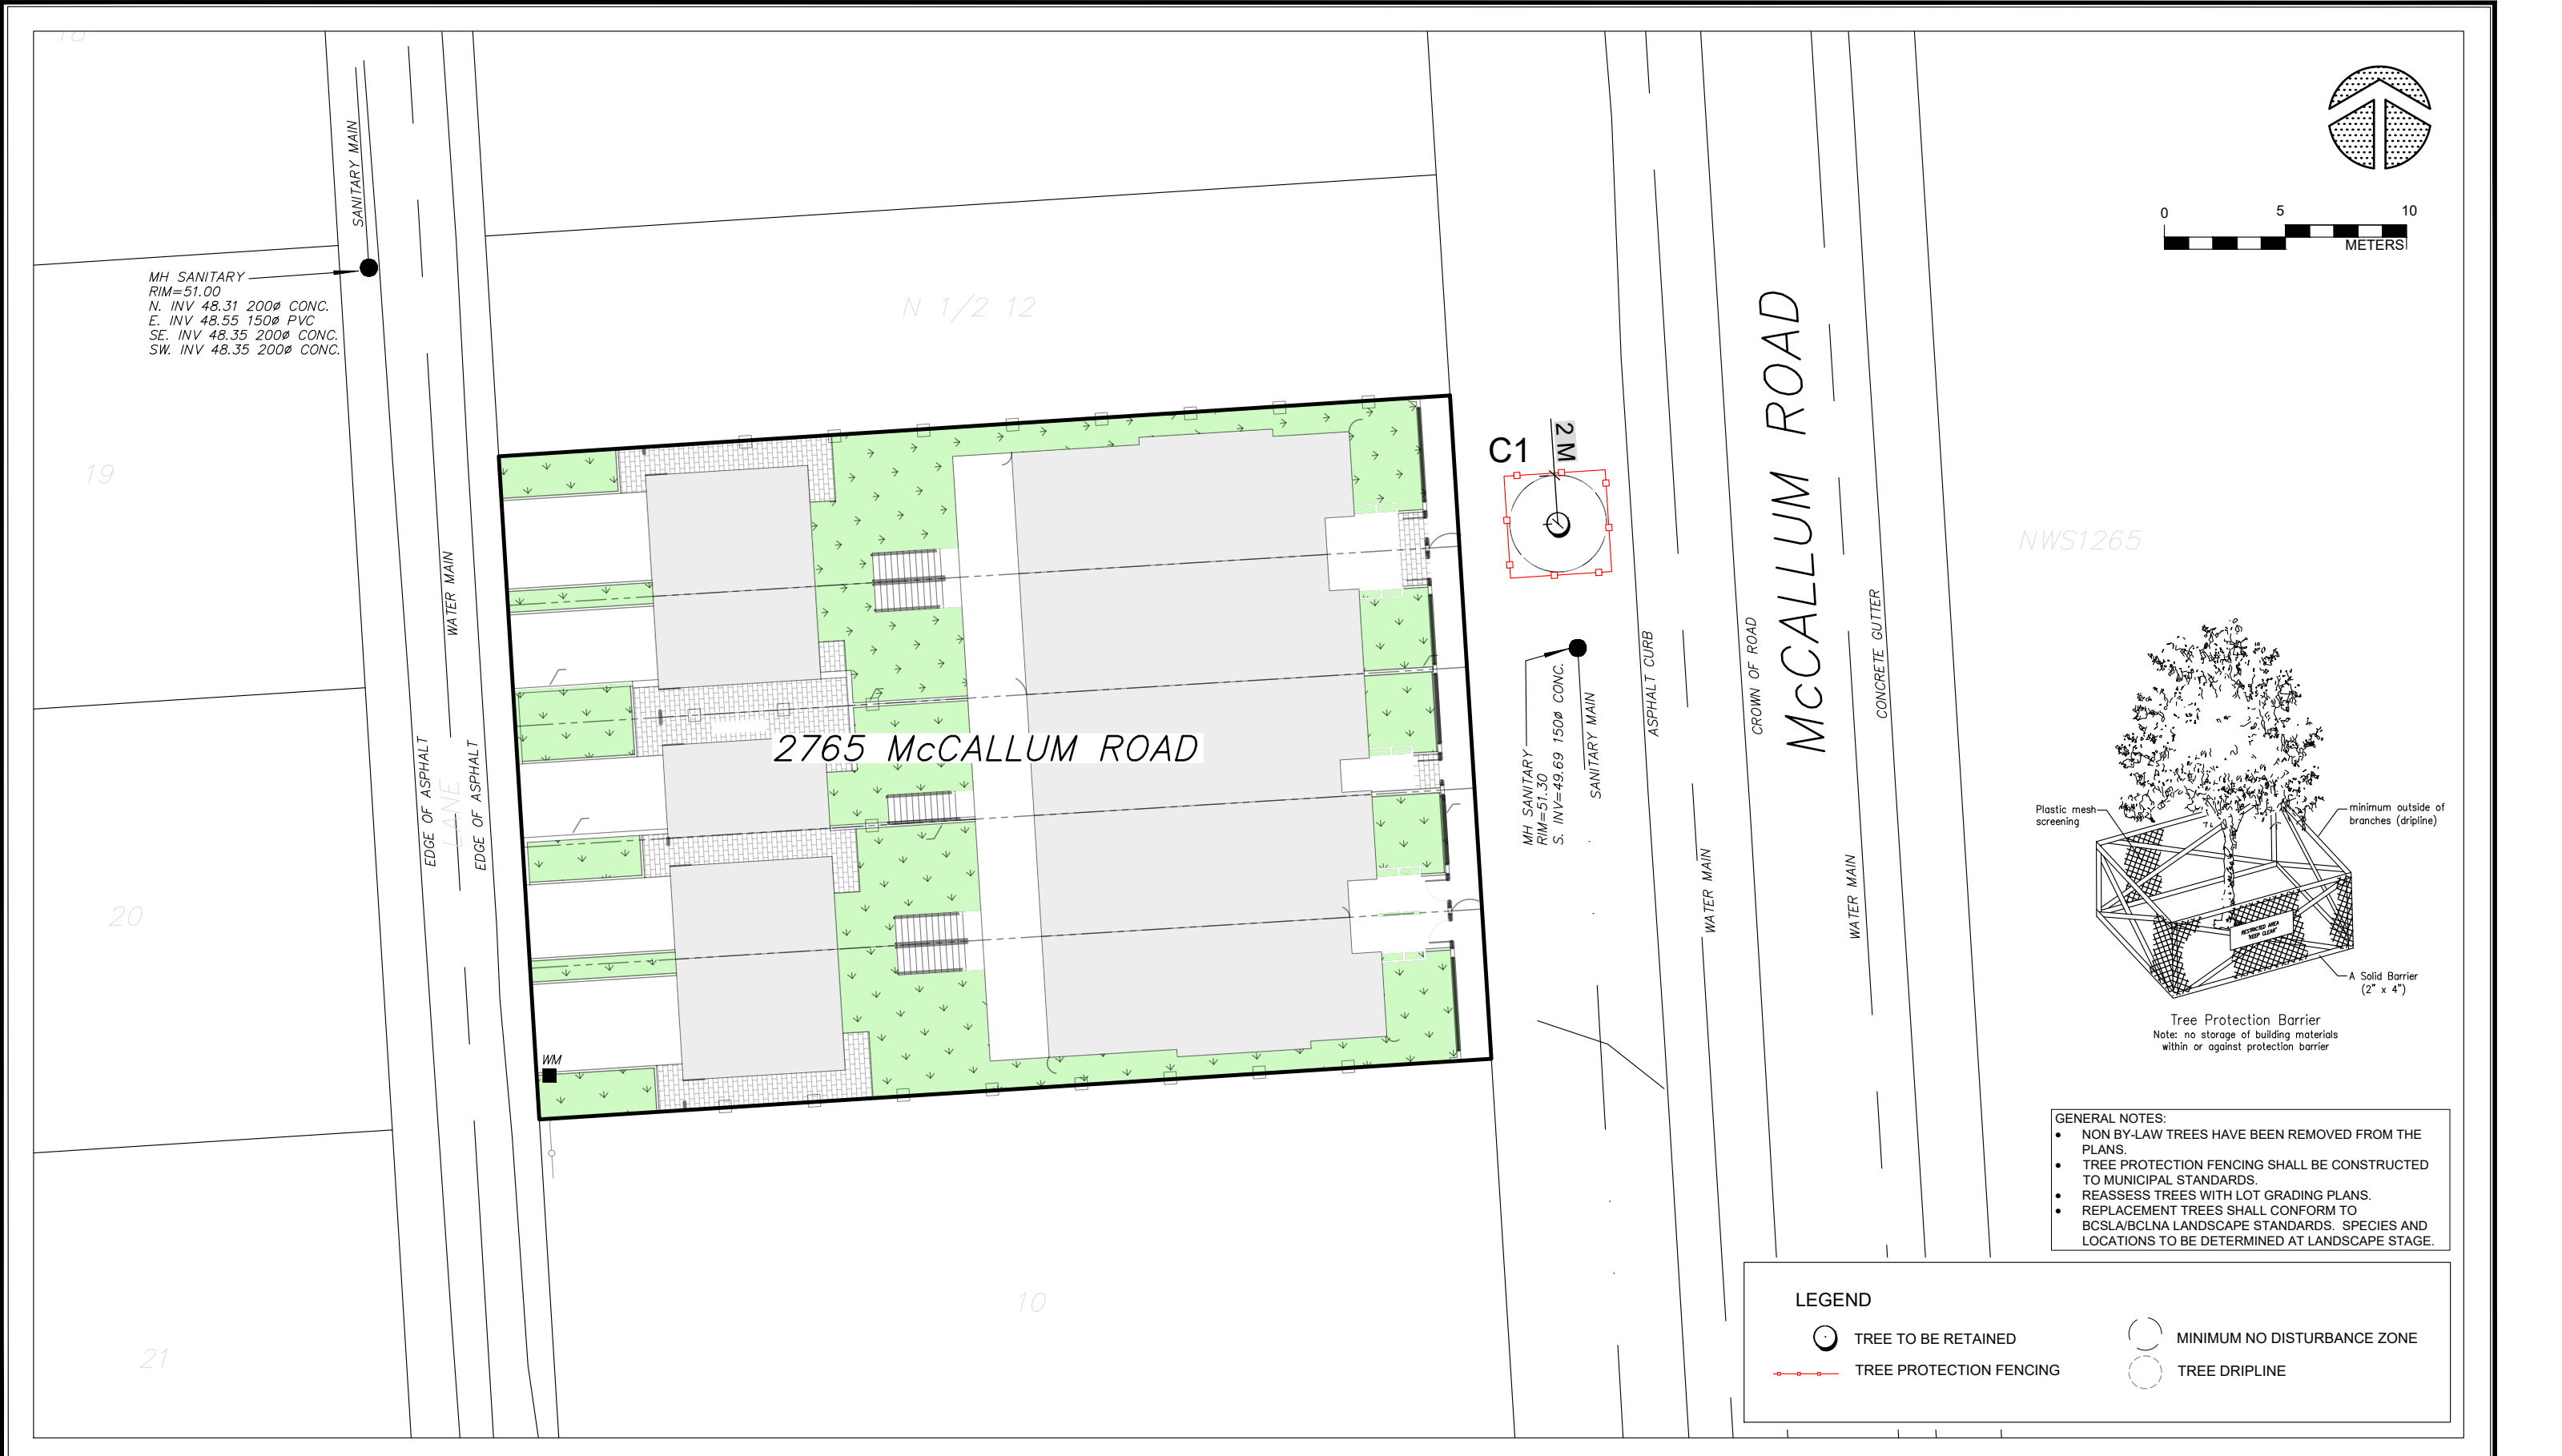 18
SANITARY MAIN
MH SANITARY
RIM=51.00
N. INV 48.31 200ø CONC.
E. INV 48.55 150ø PVC
SE. INV 48.35 200ø CONC.
SW. INV 48.35 200ø CONC.
N 1/2 12
0 5 10
METERS
19
WATER MAIN
C1
2 M
McCALLUM ROAD
NWS1265
2765 McCALLUM ROAD
EDGE OF ASPHALT
LANE
EDGE OF ASPHALT
MH SANITARY
RIM=51.30
S. INV=49.69 150ø CONC.
SANITARY MAIN
ASPHALT CURB
CROWN OF ROAD
CONCRETE GUTTER
WATER MAIN
WATER MAIN
20
WM
10
21
Plastic mesh
screening
minimum outside of
branches (dripline)
RESTRICTED AREA
"KEEP CLEAR"
A Solid Barrier
(2" x 4")
Tree Protection Barrier
Note: no storage of building materials
within or against protection barrier
GENERAL NOTES:
• NON BY-LAW TREES HAVE BEEN REMOVED FROM THE
PLANS.
• TREE PROTECTION FENCING SHALL BE CONSTRUCTED
TO MUNICIPAL STANDARDS.
• REASSESS TREES WITH LOT GRADING PLANS.
• REPLACEMENT TREES SHALL CONFORM TO
BCSLA/BCLNA LANDSCAPE STANDARDS. SPECIES AND
LOCATIONS TO BE DETERMINED AT LANDSCAPE STAGE.
LEGEND
TREE TO BE RETAINED
MINIMUM NO DISTURBANCE ZONE
TREE PROTECTION FENCING
TREE DRIPLINE